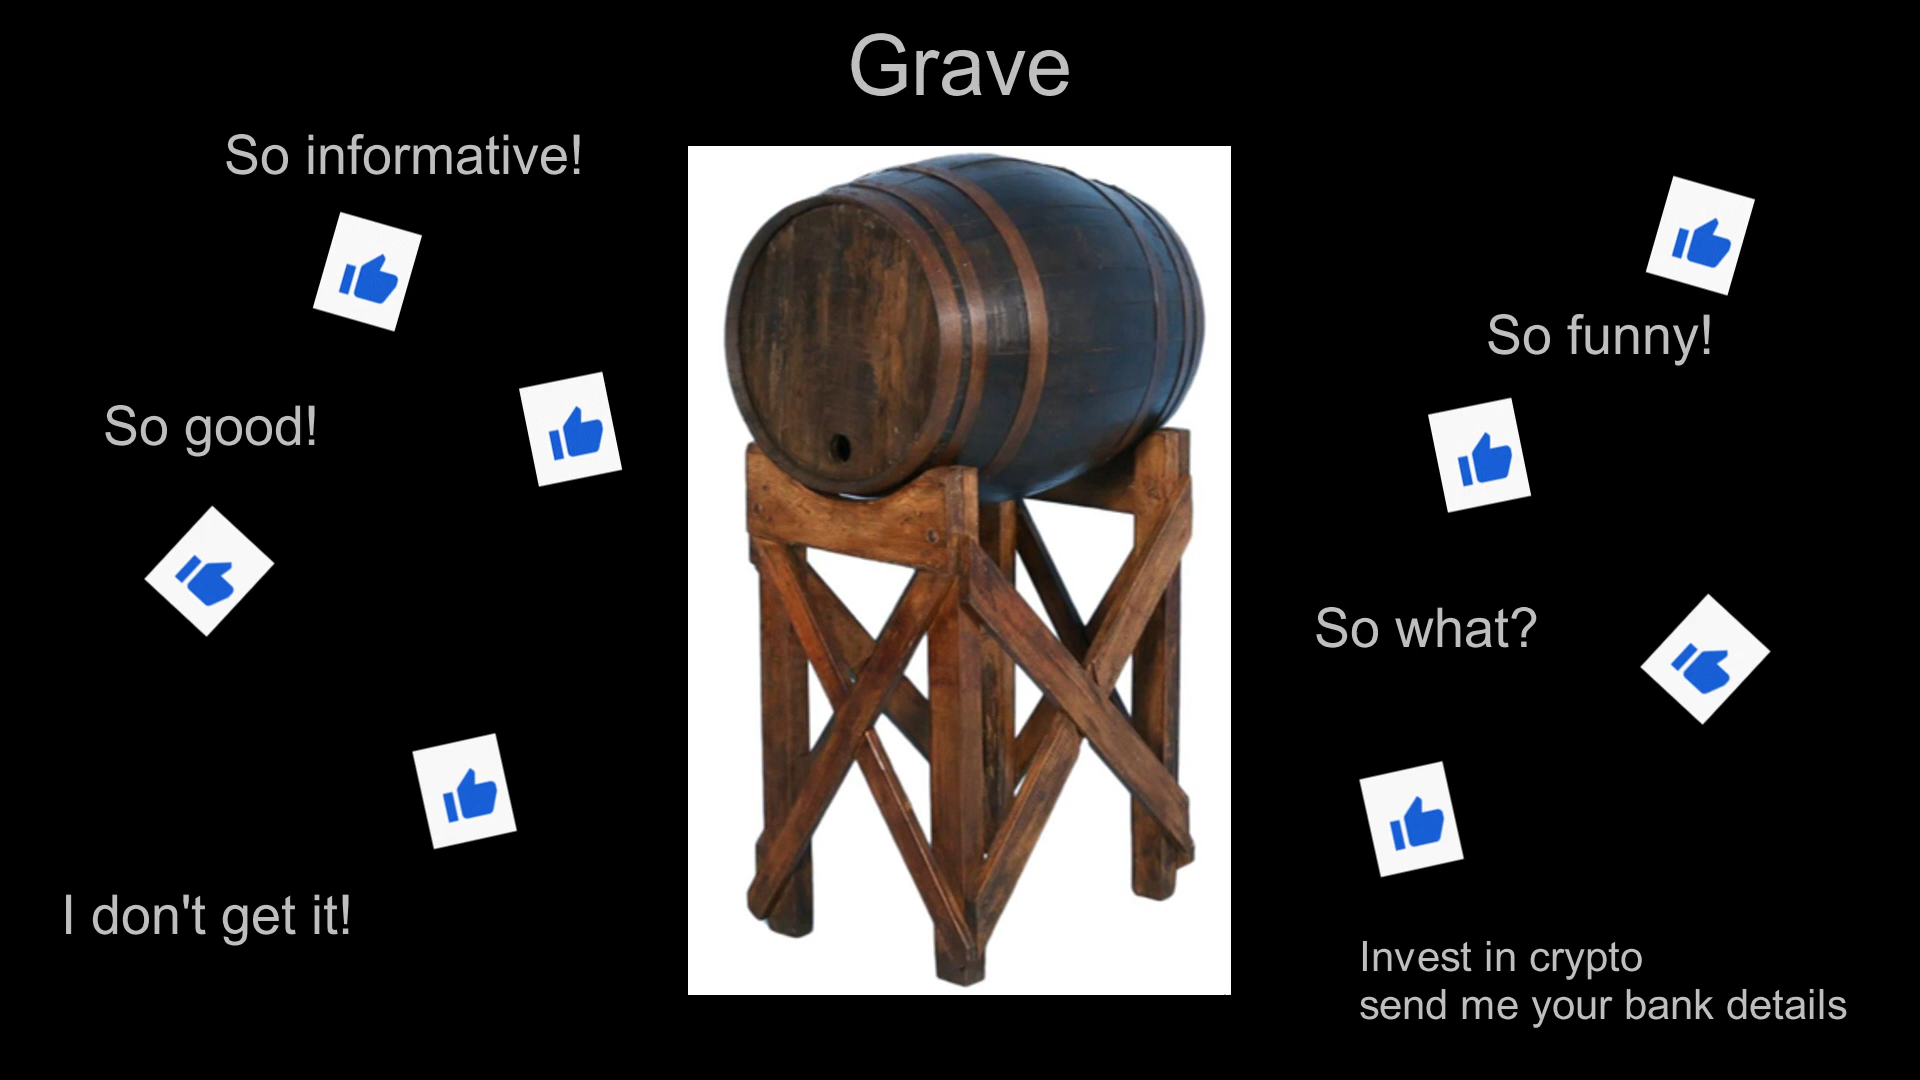 Grave
So informative!
So funny!
So good!
So what?
I don't get it!
Invest in crypto
send me your bank details